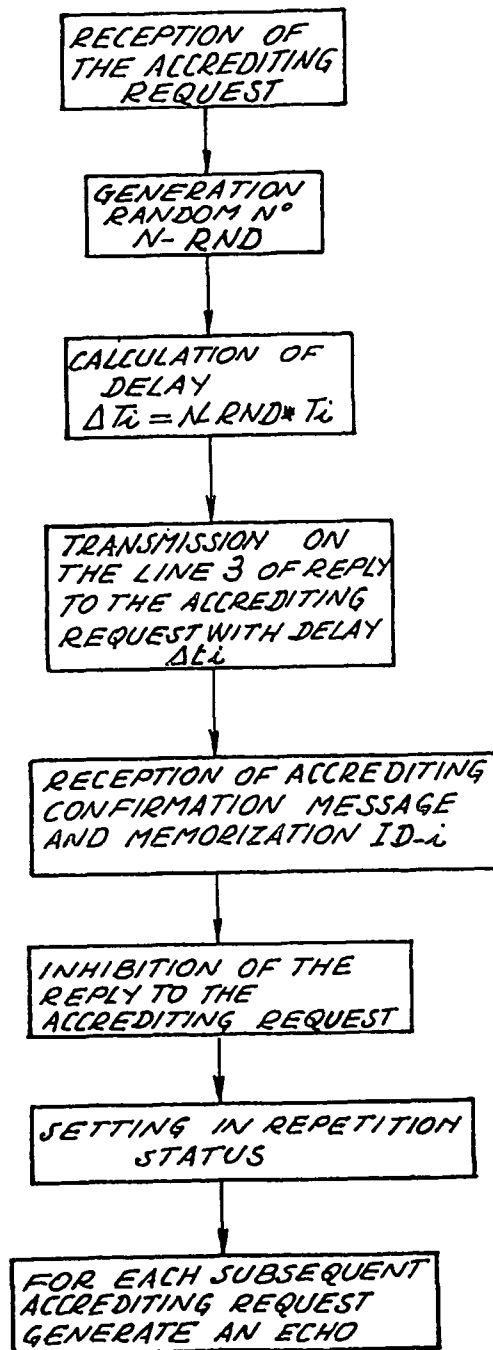 RECEPTION OF
THE ACCREDITING
REQUEST
GENERATION
RANDOM N°
N- RND
CALCULATION OF
DELAY
ΔTi = N-RND* Ti
TRANSMISSION ON
THE LINE 3 OF REPLY
TO THE ACCREDITING
REQUEST WITH DELAY
Δti
RECEPTION OF ACCREDITING
CONFIRMATION MESSAGE
AND MEMORIZATION ID-i
INHIBITION OF THE
REPLY TO THE
ACCREDITING REQUEST
SETTING IN REPETITION
STATUS
FOR EACH SUBSEQUENT
ACCREDITING REQUEST
GENERATE AN ECHO